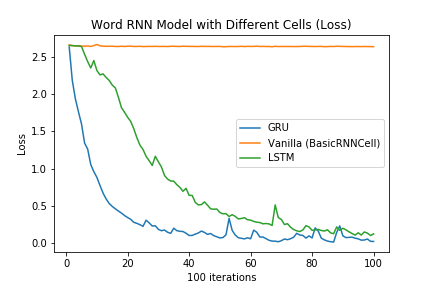 Word RNN Model with Different Cells (Loss)
2.5
2.0
1.5
1.0
0.5
0.0
Loss
GRU
Vanilla (BasicRNNCell)
LSTM
0
20
40
60
80
100
100 iterations